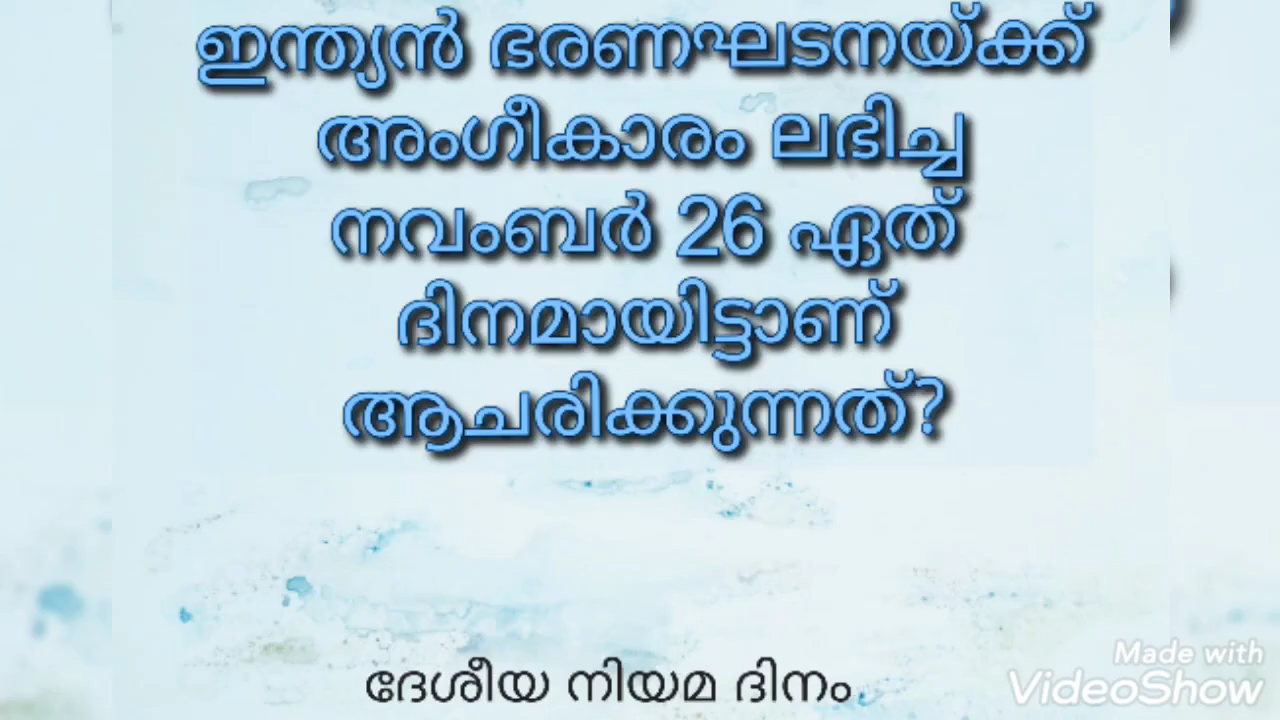 ഇന്ത്യൻ ഭരണഘടനയ്ക്ക്
അംഗീകാരം ലഭിച്ച
നവംബർ 26 ഏത്
ദിനമായിട്ടാണ്
ആചരിക്കുന്നത്?
ദേശീയ നിയമ ദിനം
Made with
VideoShow